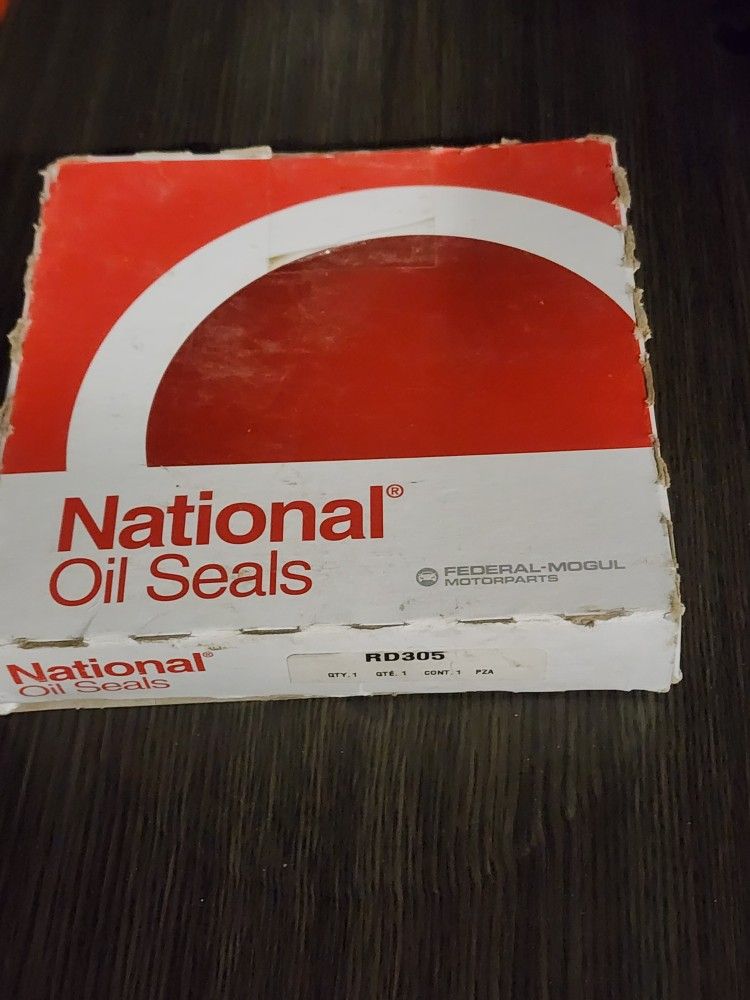 National®
Oil Seals
FEDERAL-MOGUL
MOTORPARTS
National®
Oil Seals
RD305
QTY. 1 QTÉ. 1 CONT. 1 PZA